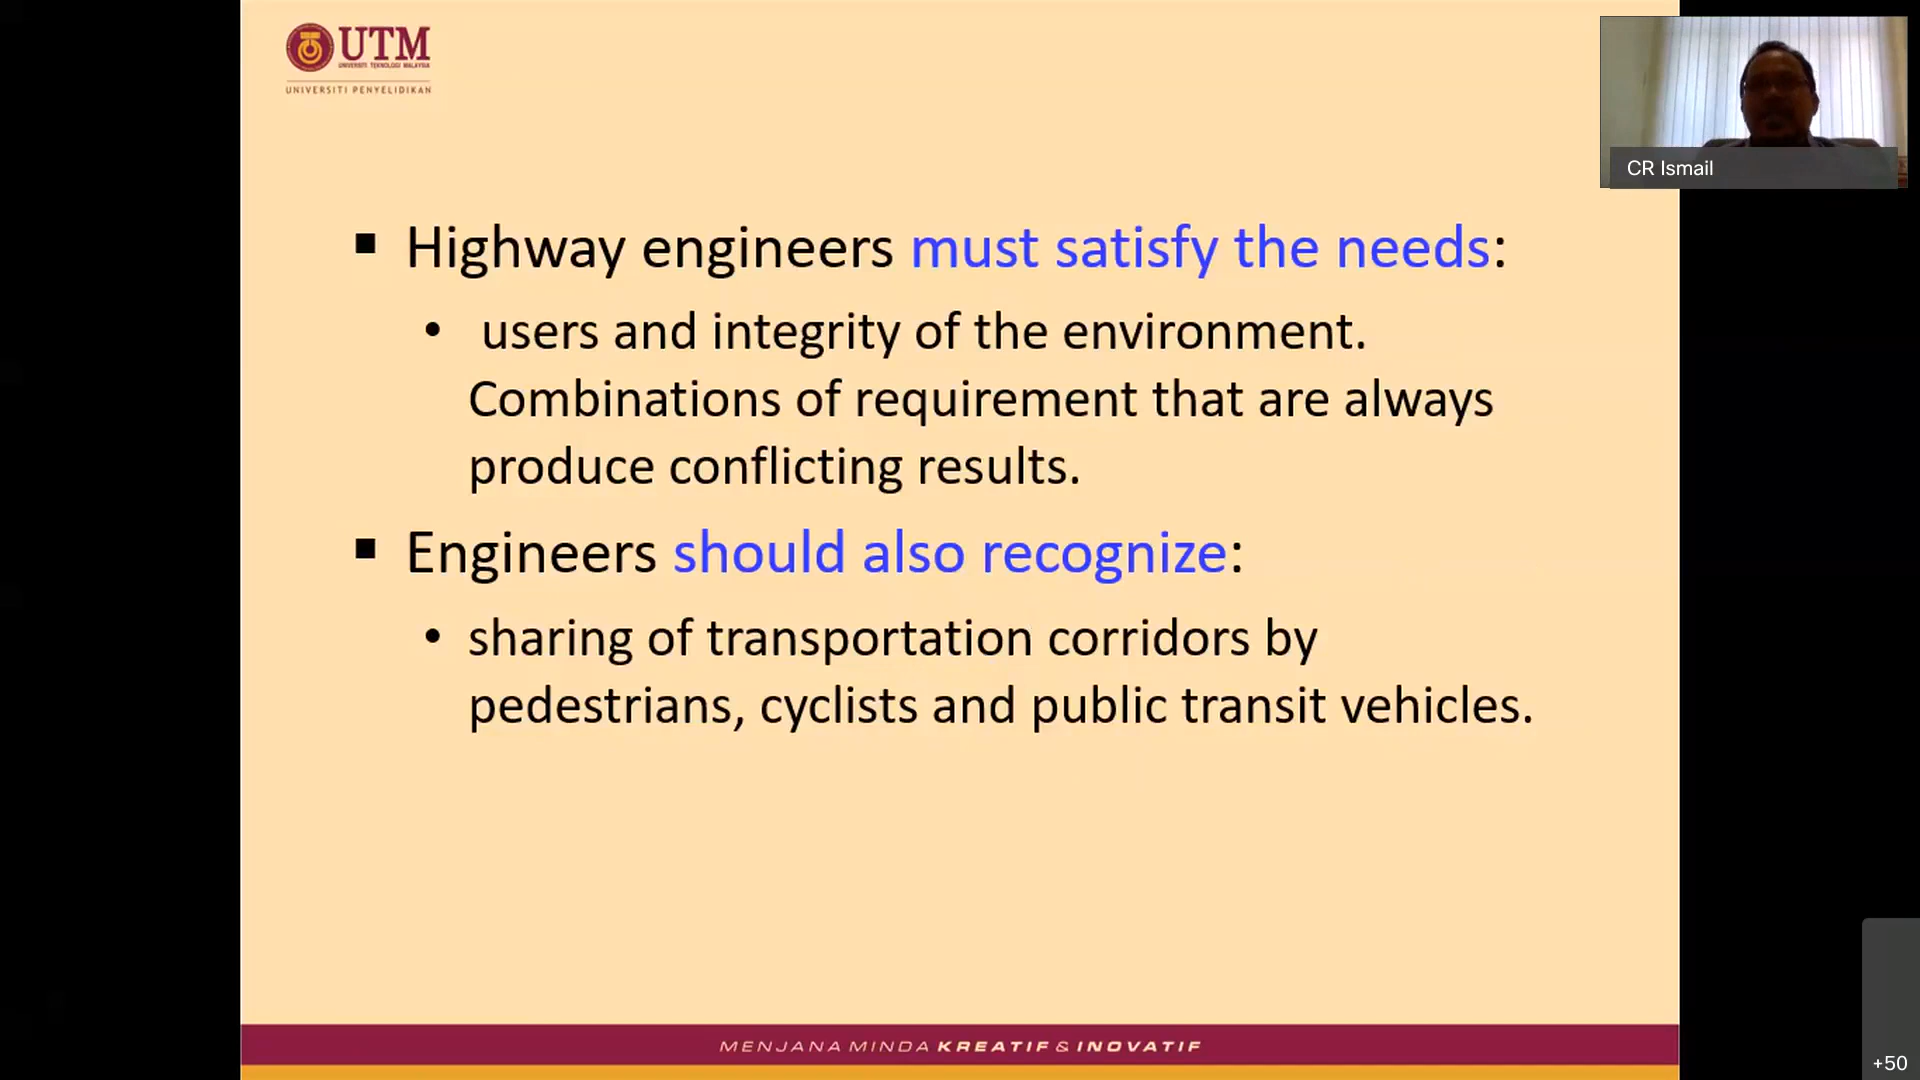 UTM
UNIVERSITI TEKNOLOGI MALAYSIA
UNIVERSITI PENYELIDIKAN
CR Ismail
▪ Highway engineers must satisfy the needs:
• users and integrity of the environment.
Combinations of requirement that are always
produce conflicting results.
▪ Engineers should also recognize:
• sharing of transportation corridors by
pedestrians, cyclists and public transit vehicles.
MENJANA MINDA KREATIF & INOVATIF
+50